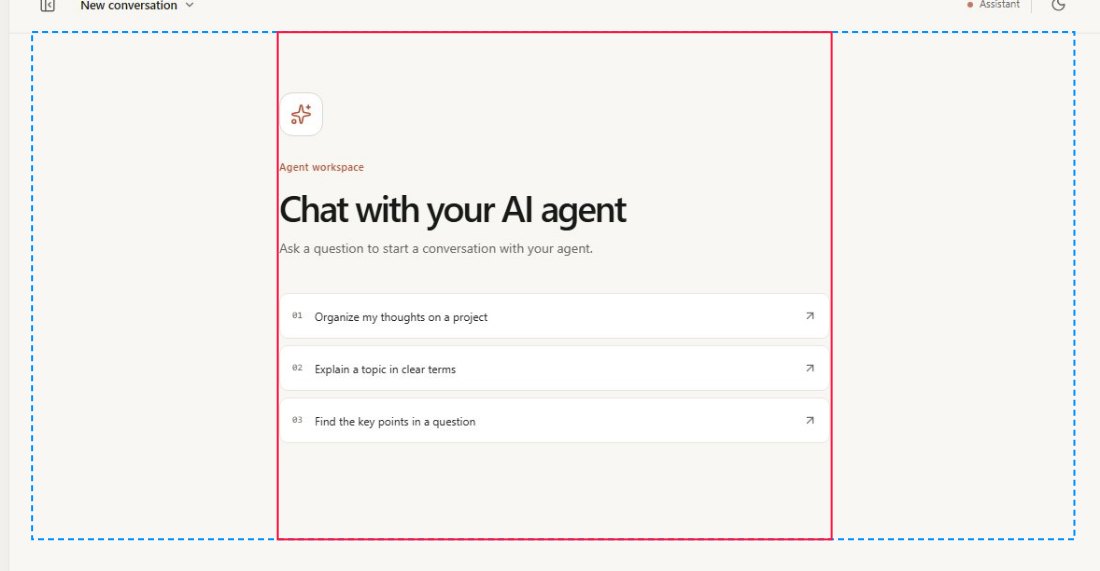 New conversation
Assistant
Agent workspace
Chat with your AI agent
Ask a question to start a conversation with your agent.
01 Organize my thoughts on a project
02 Explain a topic in clear terms
03 Find the key points in a question